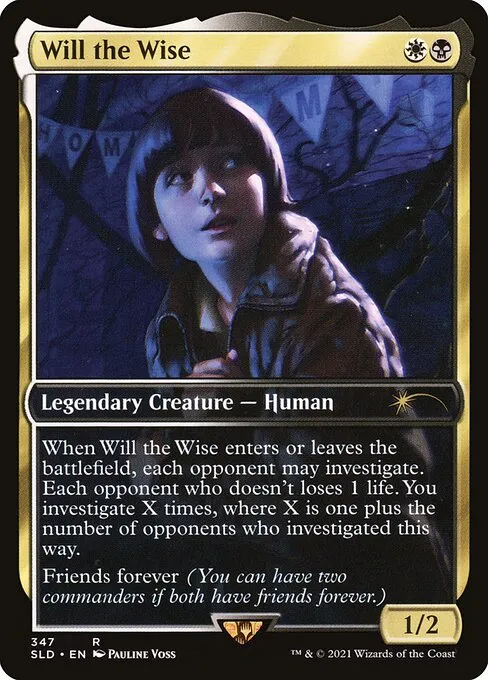 Will the Wise
HOM M
Legendary Creature — Human
When Will the Wise enters or leaves the
battlefield, each opponent may investigate.
Each opponent who doesn't loses 1 life. You
investigate X times, where X is one plus the
number of opponents who investigated this
way.
Friends forever (You can have two
commanders if both have friends forever.)
1/2
347 R
SLD • EN Pauline Voss
™ & © 2021 Wizards of the Coast